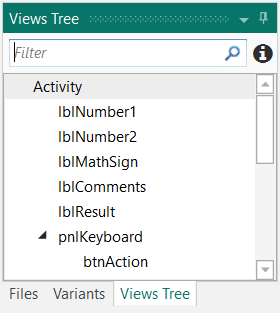 Views Tree
Filter
Activity
lblNumber1
lblNumber2
lblMathSign
lblComments
lblResult
pnlKeyboard
btnAction
Files Variants Views Tree